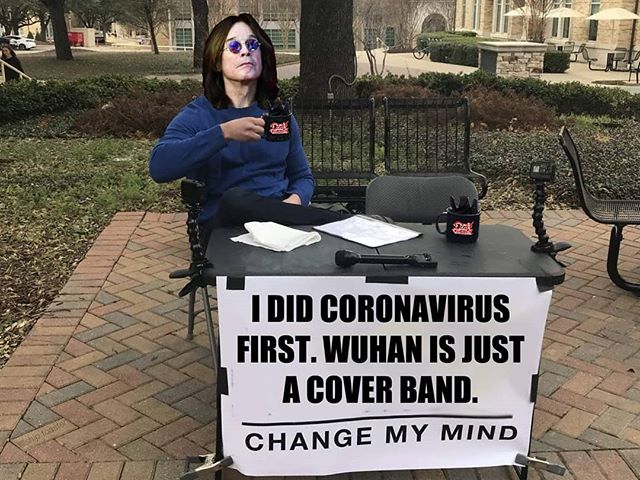 I DID CORONAVIRUS
FIRST. WUHAN IS JUST
A COVER BAND.
CHANGE MY MIND